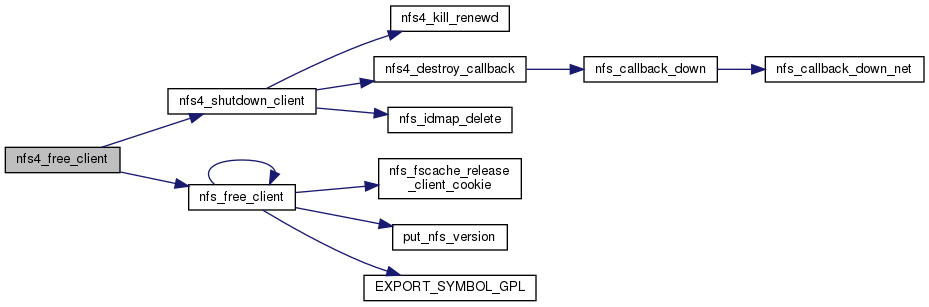 nfs4_kill_renewd
nfs4_destroy_callback
nfs_callback_down
nfs_callback_down_net
nfs4_shutdown_client
nfs_idmap_delete
nfs4_free_client
nfs_fscache_release
_client_cookie
nfs_free_client
put_nfs_version
EXPORT_SYMBOL_GPL